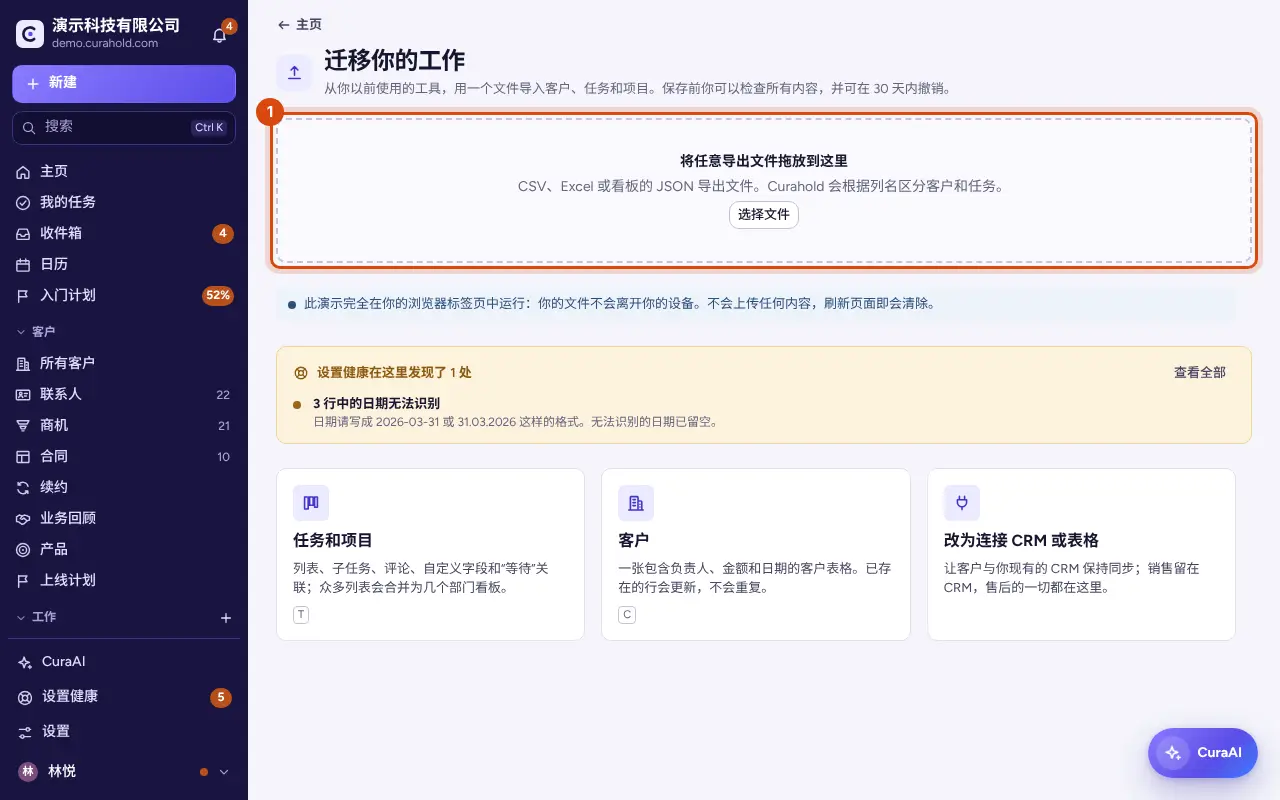 演示科技有限公司
demo.curahold.com
4
新建
搜索
Ctrl K
主页
我的任务
收件箱
4
日历
入门计划
52%
客户
所有客户
联系人
22
商机
21
合同
10
续约
业务回顾
产品
上线计划
工作
CuraAI
设置健康
5
设置
林
林悦
主页
迁移你的工作
从你以前使用的工具，用一个文件导入客户、任务和项目。保存前你可以检查所有内容，并可在 30 天内撤销。
1
将任意导出文件拖放到这里
CSV、Excel 或看板的 JSON 导出文件。Curahold 会根据列名区分客户和任务。
选择文件
此演示完全在你的浏览器标签页中运行：你的文件不会离开你的设备。不会上传任何内容，刷新页面即会清除。
设置健康在这里发现了 1 处
查看全部
3 行中的日期无法识别
日期请写成 2026-03-31 或 31.03.2026 这样的格式。无法识别的日期已留空。
任务和项目
列表、子任务、评论、自定义字段和“等待”关
联；众多列表会合并为几个部门看板。
T
客户
一张包含负责人、金额和日期的客户表格。已存
在的行会更新，不会重复。
C
改为连接 CRM 或表格
让客户与你现有的 CRM 保持同步；销售留在
CRM，售后的一切都在这里。
CuraAI